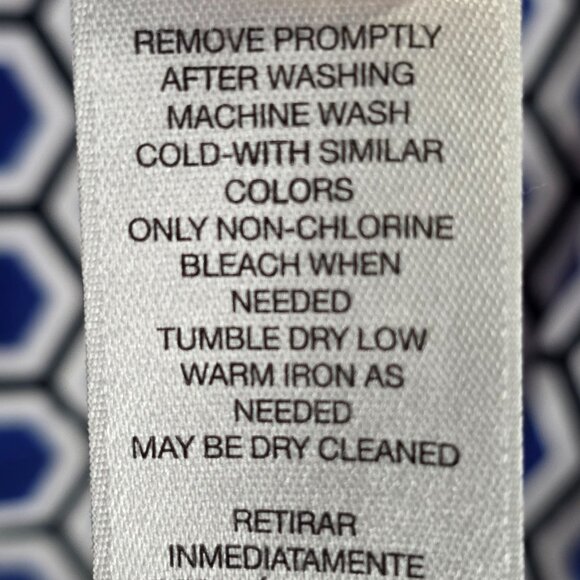 REMOVE PROMPTLY
AFTER WASHING
MACHINE WASH
COLD-WITH SIMILAR
COLORS
ONLY NON-CHLORINE
BLEACH WHEN
NEEDED
TUMBLE DRY LOW
WARM IRON AS
NEEDED
MAY BE DRY CLEANED
RETIRAR
INMEDIATAMENTE